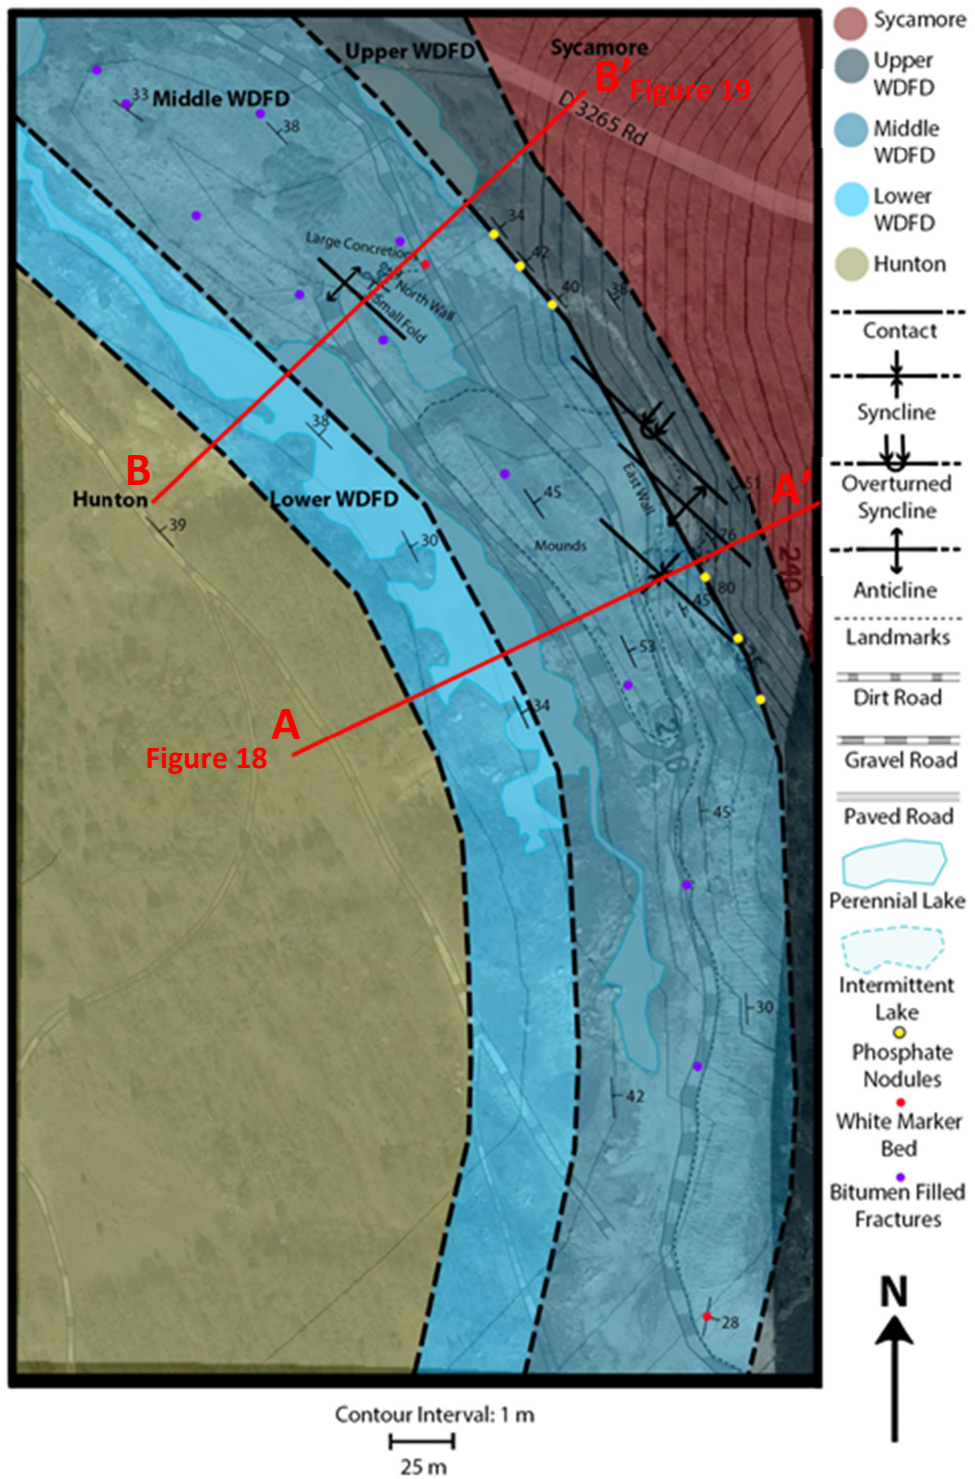 Upper WDFD
Sycamore
B'
Figure 19
D 3265 Rd
33
Middle WDFD
38
34
42
40
38
Large Concretion
North Wall
Small Fold
38
B
Hunton
Lower WDFD
39
30
45
Mounds
East Wall
51
A'
76
80
45
240
53
34
A
Figure 18
45
30
42
28
Sycamore
Upper
WDFD
Middle
WDFD
Lower
WDFD
Hunton
Contact
Syncline
Overturned
Syncline
Anticline
Landmarks
Dirt Road
Gravel Road
Paved Road
Perennial Lake
Intermittent
Lake
Phosphate
Nodules
White Marker
Bed
Bitumen Filled
Fractures
N
Contour Interval: 1 m
25 m